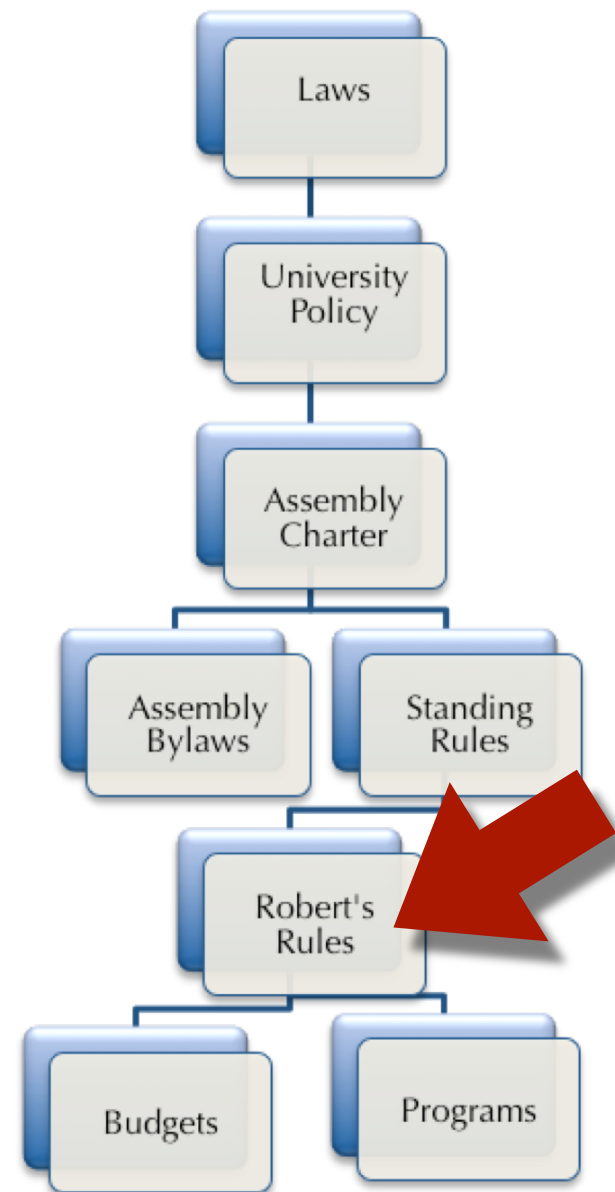 Laws
University
Policy
Assembly
Charter
Assembly
Bylaws
Standing
Rules
Robert's
Rules
Budgets
Programs